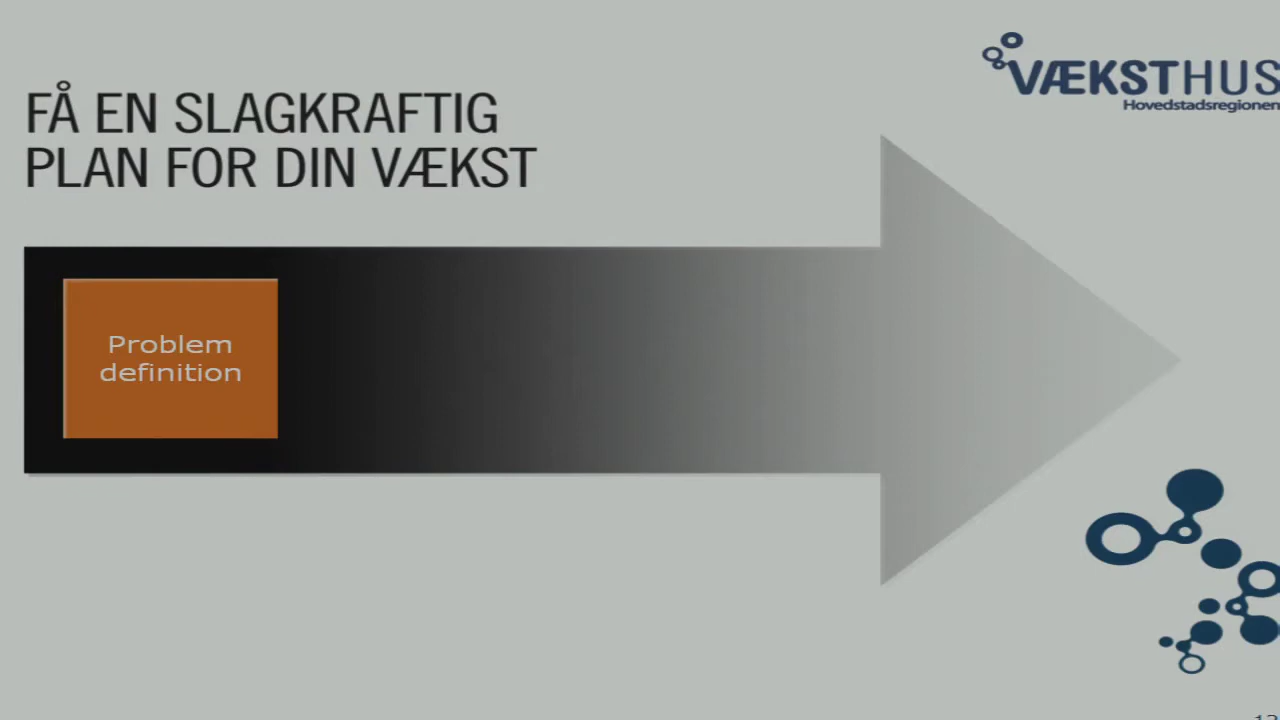 VÆKSTHUS
Hovedstadsregionen
FÅ EN SLAGKRAFTIG
PLAN FOR DIN VÆKST
Problem
definition